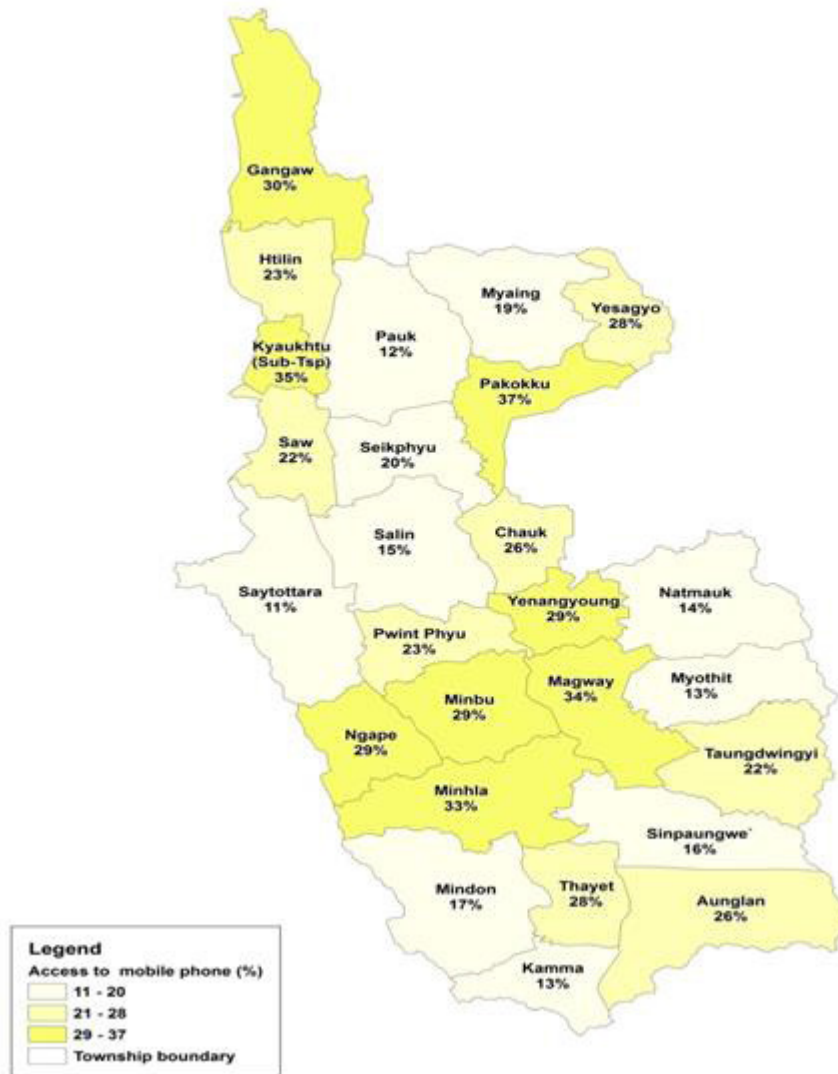 Gangaw
30%
Htilin
23%
Myaing
19%
Yesagyo
28%
Pauk
12%
Kyaukhtu
(Sub-Tsp)
35%
Pakokku
37%
Saw
22%
Seikphyu
20%
Salin
15%
Chauk
26%
Saytottara
11%
Yenangyoung
29%
Natmauk
14%
Pwint Phyu
23%
Magway
34%
Myothit
13%
Minbu
29%
Ngape
29%
Taungdwingyi
22%
Minhla
33%
Sinpaungwe`
16%
Mindon
17%
Thayet
28%
Aunglan
26%
Kamma
13%
Legend
Access to mobile phone (%)
11 - 20
21 - 28
29 - 37
Township boundary